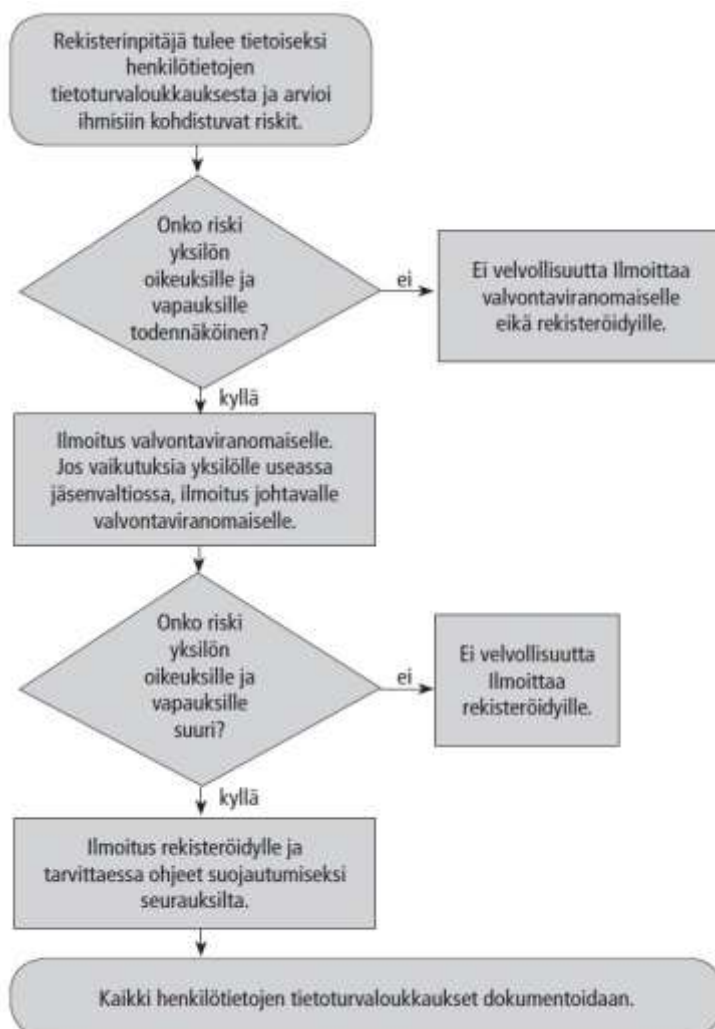 Rekisterinpitäjä tulee tietoiseksi
henkilötietojen
tietoturvaloukkauksesta ja arvioi
ihmisiin kohdistuvat riskit.
Onko riski
yksilön
oikeuksille ja
vapauksille
todennäköinen?
ei
Ei velvollisuutta Ilmoittaa
valvontaviranomaiselle
eikä rekisteröidyille.
kyllä
Ilmoitus valvontaviranomaiselle.
Jos vaikutuksia yksilölle useassa
jäsenvaltiossa, ilmoitus johtavalle
valvontaviranomaiselle.
Onko riski
yksilön
oikeuksille ja
vapauksille
suuri?
ei
Ei velvollisuutta
Ilmoittaa
rekisteröidyille.
kyllä
Ilmoitus rekisteröidylle ja
tarvittaessa ohjeet suojautumiseksi
seurauksilta.
Kaikki henkilötietojen tietoturvaloukkaukset dokumentoidaan.